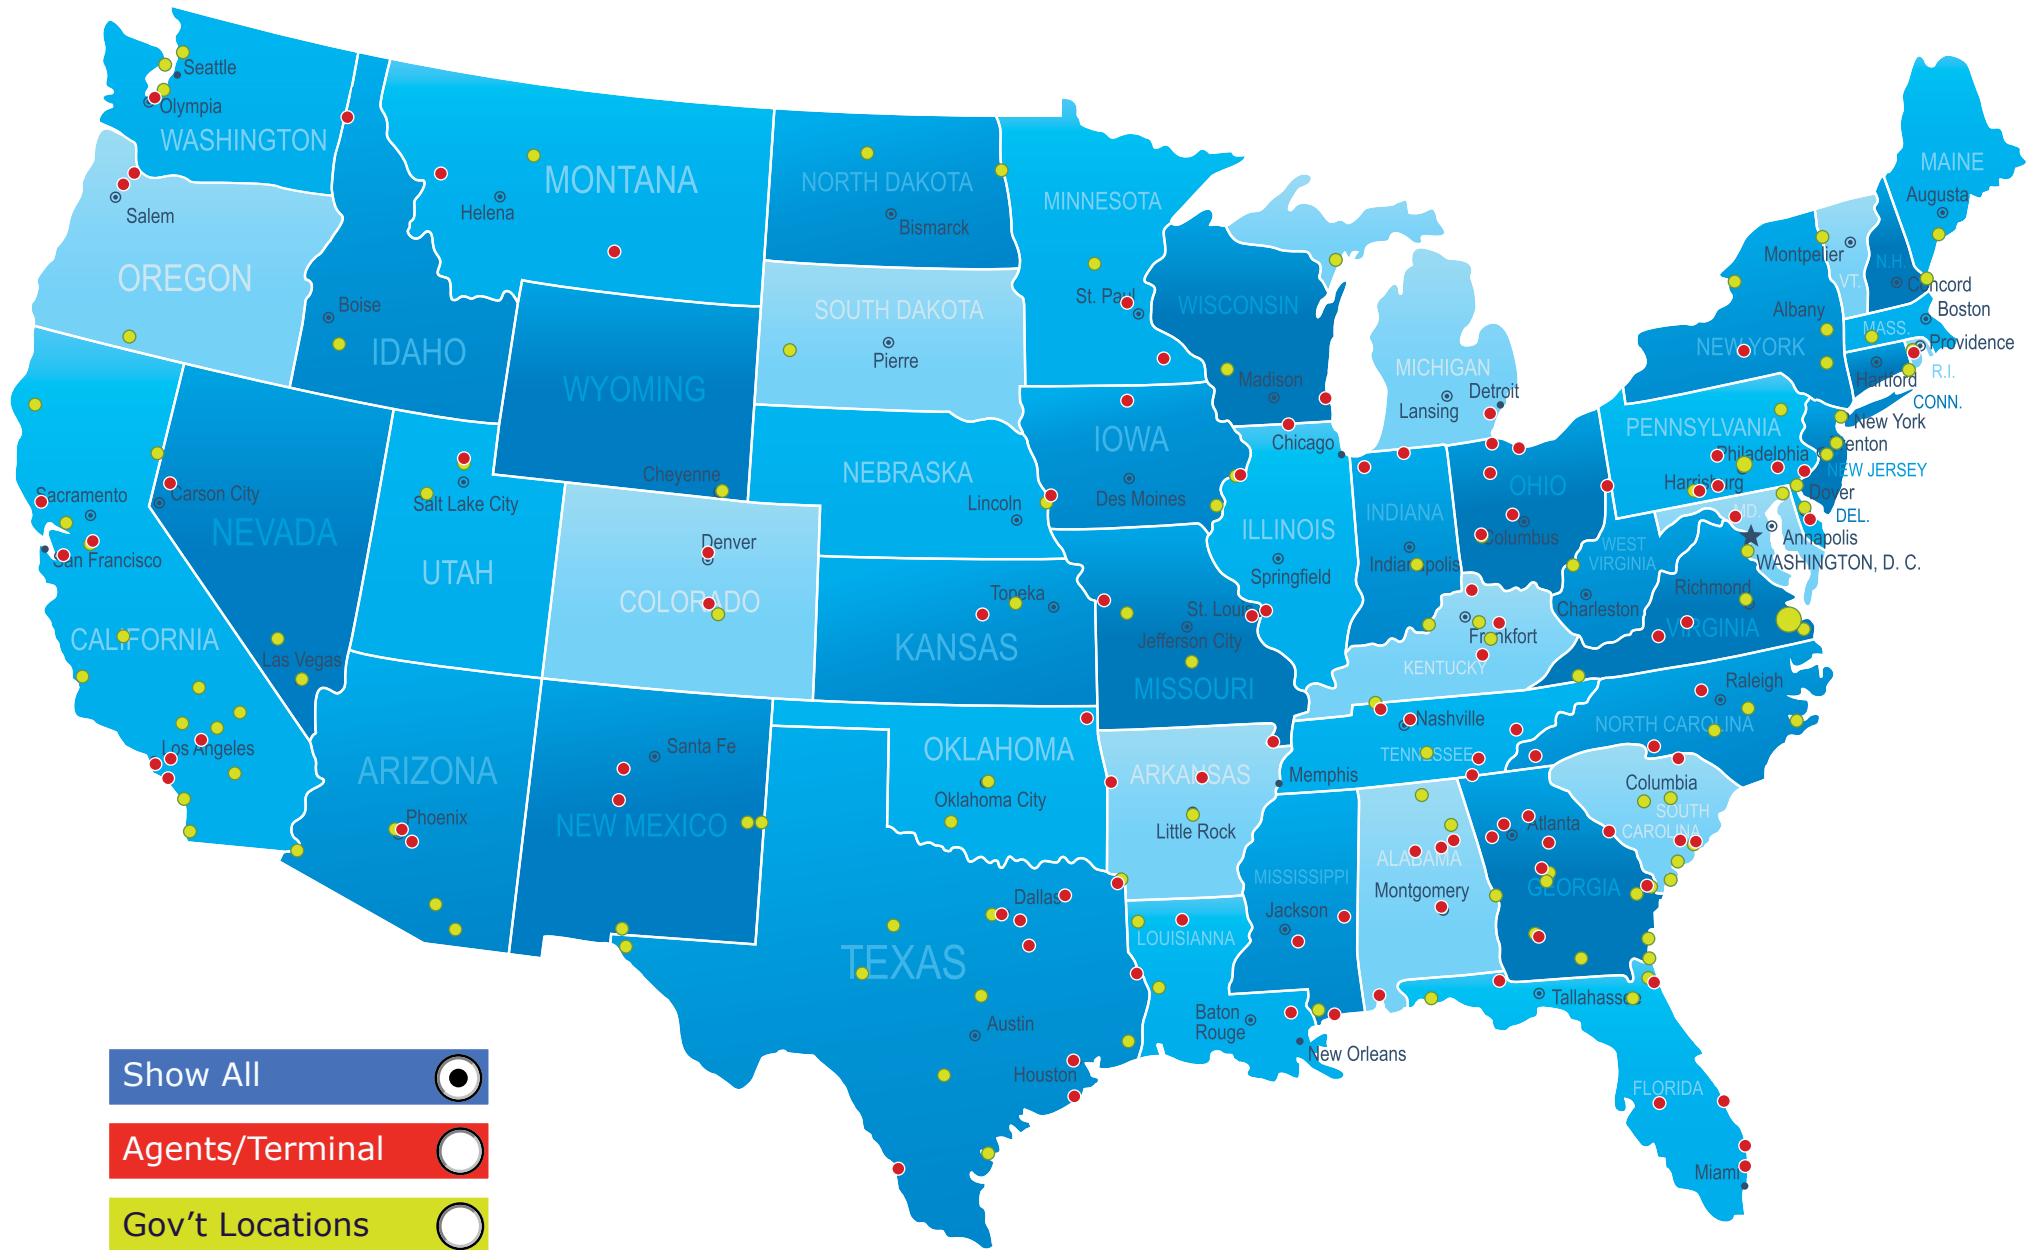 Seattle
Olympia
WASHINGTON
MONTANA
Helena
NORTH DAKOTA
Bismarck
MINNESOTA
St. Paul
MAINE
Augusta
Montpelier
VT.
N.H.
Concord
Salem
OREGON
Boise
IDAHO
WYOMING
Cheyenne
SOUTH DAKOTA
Pierre
WISCONSIN
Madison
MICHIGAN
Lansing
Detroit
Albany
NEW YORK
MASS.
Boston
Providence
Hartford
R.I.
CONN.
Sacramento
San Francisco
Carson City
NEVADA
Las Vegas
CALIFORNIA
Los Angeles
Salt Lake City
UTAH
Denver
COLORADO
NEBRASKA
Lincoln
IOWA
Des Moines
Chicago
ILLINOIS
Springfield
INDIANA
Indianapolis
OHIO
Columbus
PENNSYLVANIA
Philadelphia
Harrisburg
New York
enton
NEW JERSEY
Dover
DEL.
MD.
Annapolis
WASHINGTON, D. C.
WEST
VIRGINIA
Charleston
Richmond
VIRGINIA
Topeka
KANSAS
St. Louis
Jefferson City
MISSOURI
Frankfort
KENTUCKY
ARIZONA
Phoenix
Santa Fe
NEW MEXICO
OKLAHOMA
Oklahoma City
ARKANSAS
Little Rock
Nashville
TENNESSEE
Memphis
Raleigh
NORTH CAROLINA
Columbia
SOUTH
CAROLINA
Atlanta
GEORGIA
ALABAMA
Montgomery
MISSISSIPPI
Jackson
Dallas
TEXAS
Austin
Houston
LOUISIANNA
Baton
Rouge
New Orleans
Tallahassee
FLORIDA
Miami
Show All
Agents/Terminal
Gov’t Locations